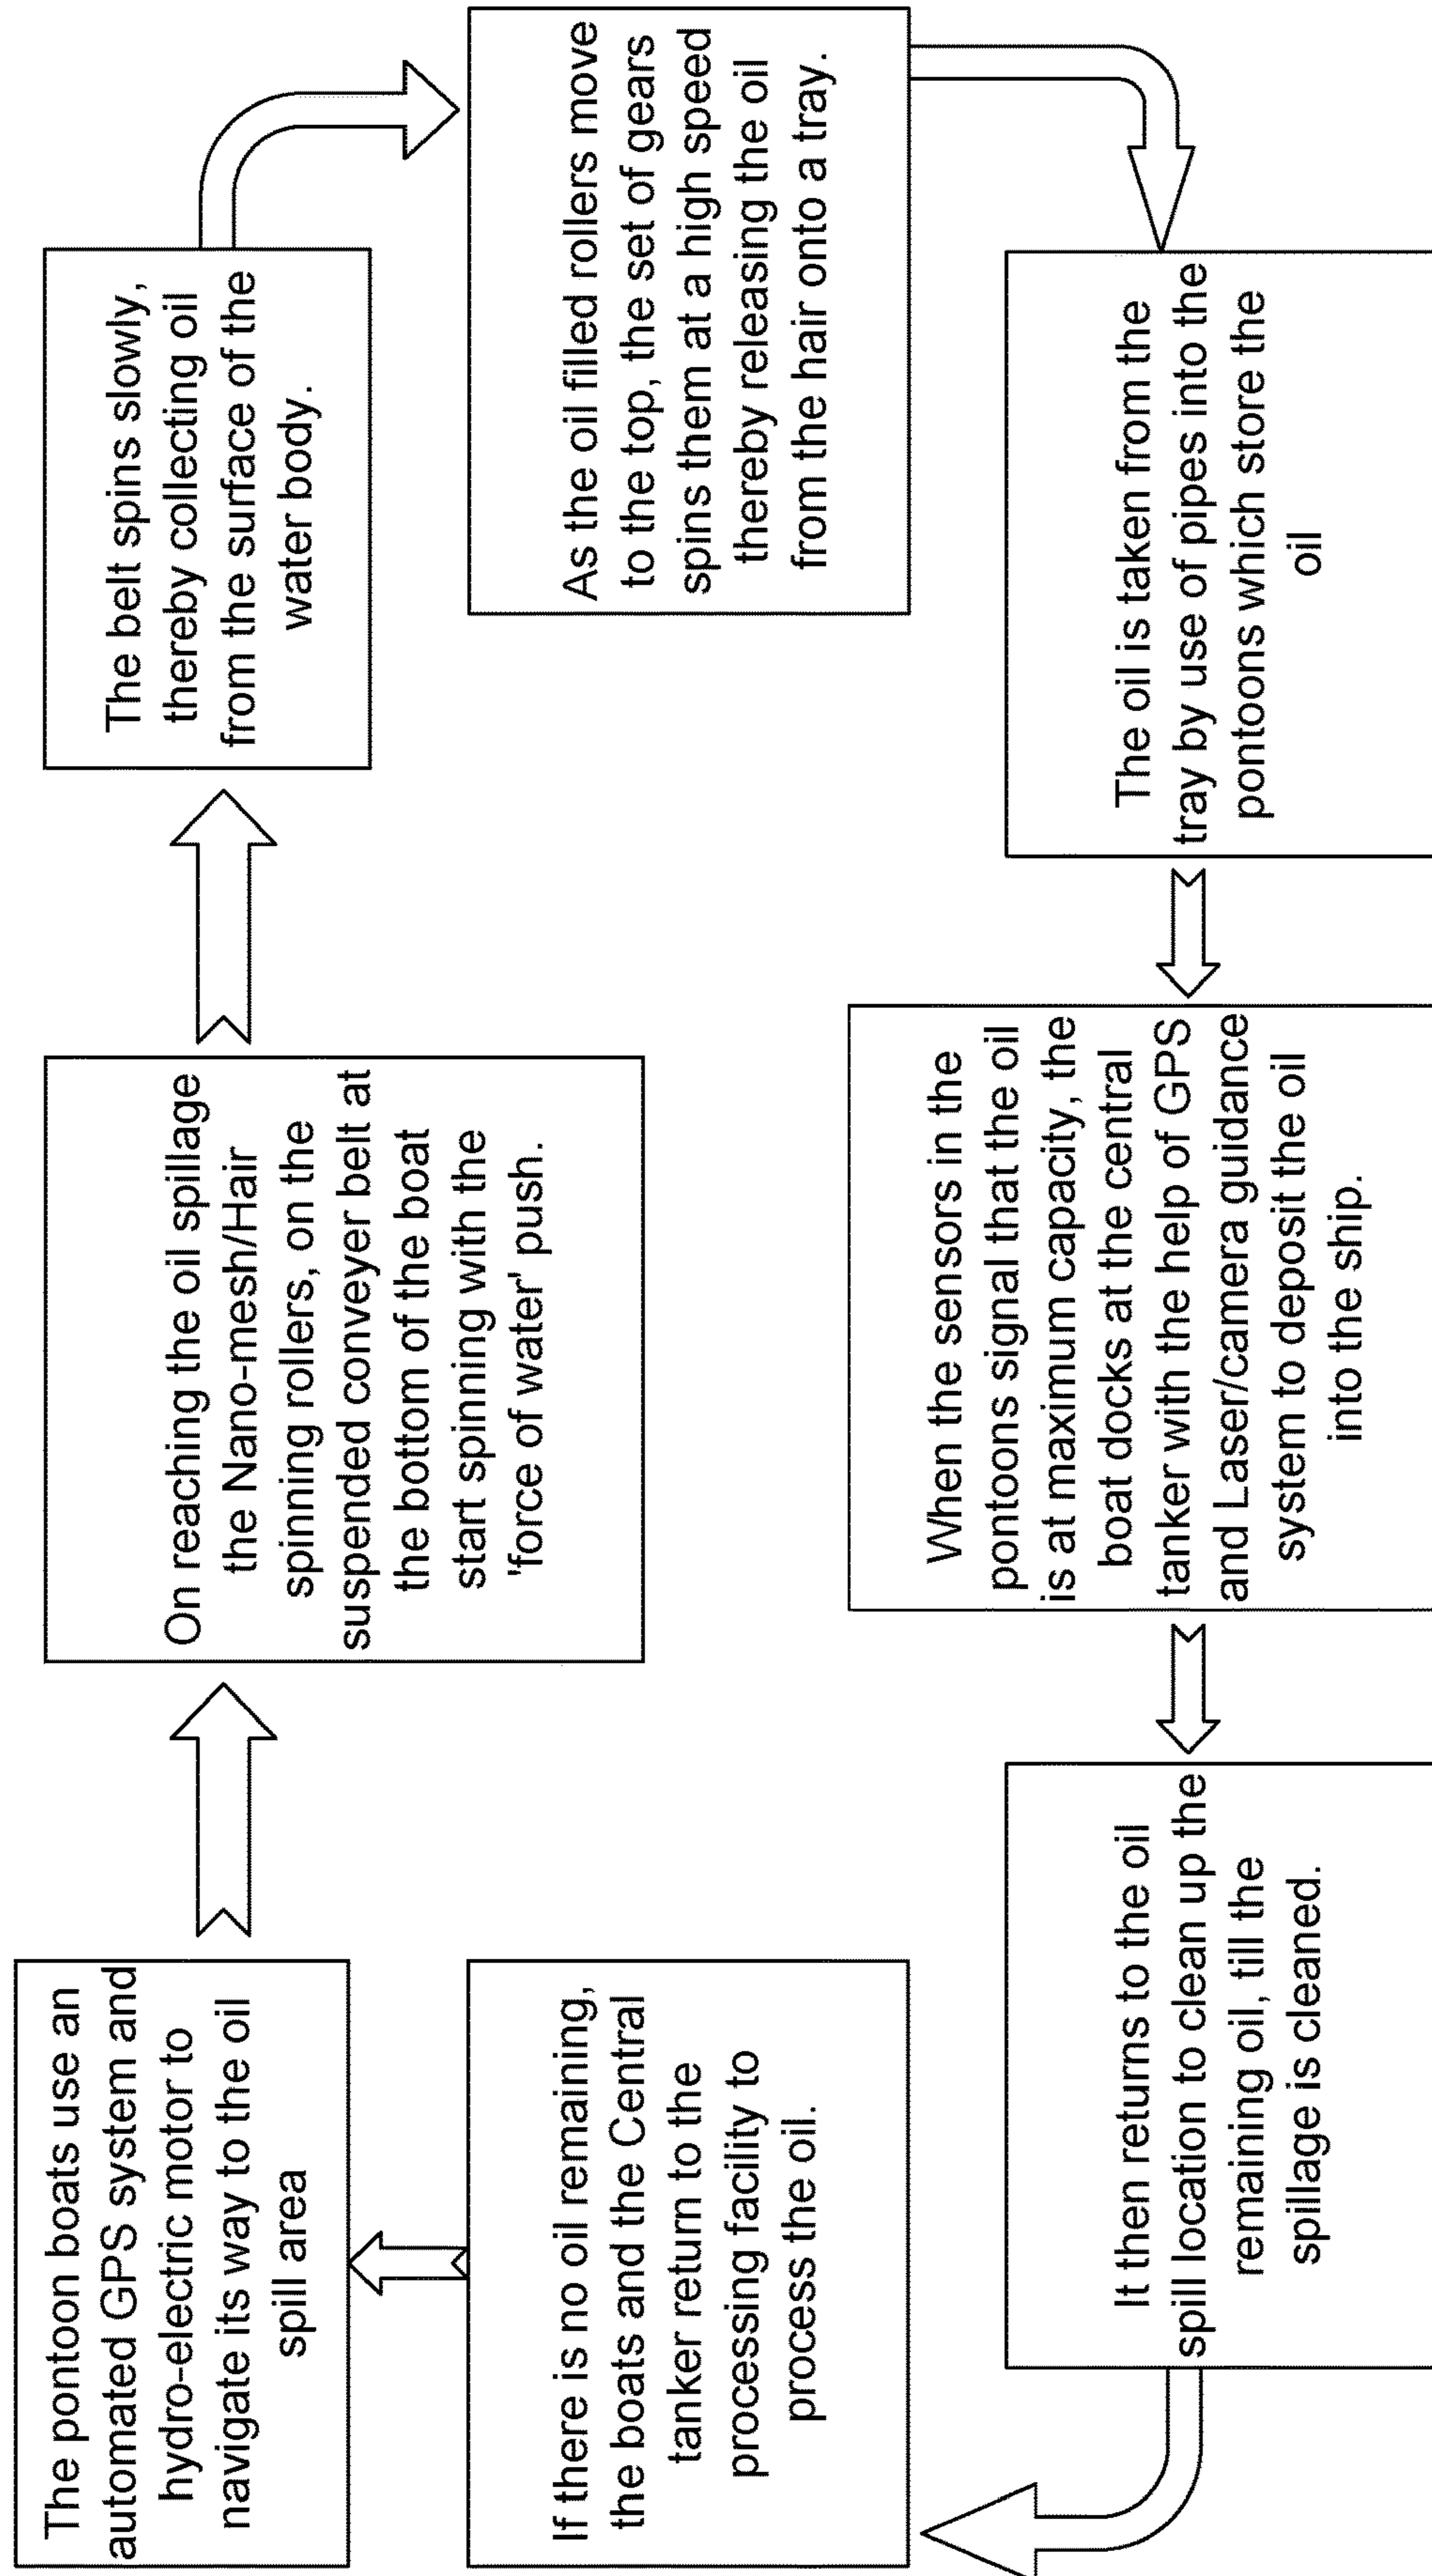 The pontoon boats use an
automated GPS system and
hydro-electric motor to
navigate its way to the oil
spill area
On reaching the oil spillage
the Nano-mesh/Hair
spinning rollers, on the
suspended conveyer belt at
the bottom of the boat
start spinning with the
'force of water' push.
The belt spins slowly,
thereby collecting oil
from the surface of the
water body.
As the oil filled rollers move
to the top, the set of gears
spins them at a high speed
thereby releasing the oil
from the hair onto a tray.
The oil is taken from the
tray by use of pipes into the
pontoons which store the
oil
When the sensors in the
pontoons signal that the oil
is at maximum capacity, the
boat docks at the central
tanker with the help of GPS
and Laser/camera guidance
system to deposit the oil
into the ship.
It then returns to the oil
spill location to clean up the
remaining oil, till the
spillage is cleaned.
If there is no oil remaining,
the boats and the Central
tanker return to the
processing facility to
process the oil.